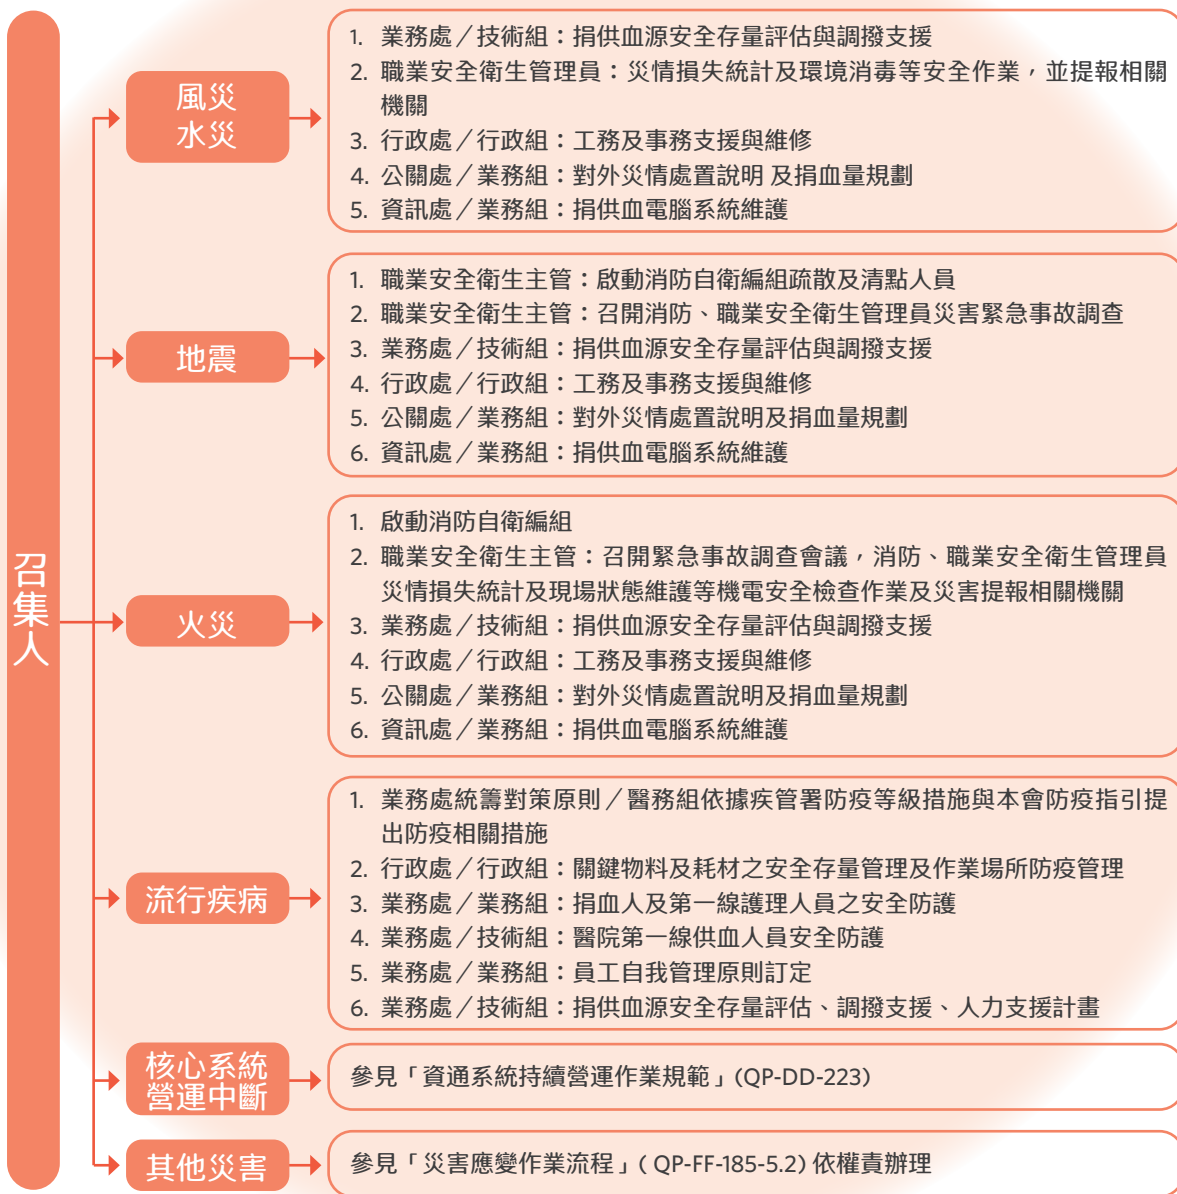 召集人
風災
水災
1. 業務處／技術組：捐供血源安全存量評估與調撥支援
2. 職業安全衛生管理員：災情損失統計及環境消毒等安全作業，並提報相關
機關
3. 行政處／行政組：工務及事務支援與維修
4. 公關處／業務組：對外災情處置說明 及捐血量規劃
5. 資訊處／業務組：捐供血電腦系統維護
地震
1. 職業安全衛生主管：啟動消防自衛編組疏散及清點人員
2. 職業安全衛生主管：召開消防、職業安全衛生管理員災害緊急事故調查
3. 業務處／技術組：捐供血源安全存量評估與調撥支援
4. 行政處／行政組：工務及事務支援與維修
5. 公關處／業務組：對外災情處置說明及捐血量規劃
6. 資訊處／業務組：捐供血電腦系統維護
火災
1. 啟動消防自衛編組
2. 職業安全衛生主管：召開緊急事故調查會議，消防、職業安全衛生管理員
災情損失統計及現場狀態維護等機電安全檢查作業及災害提報相關機關
3. 業務處／技術組：捐供血源安全存量評估與調撥支援
4. 行政處／行政組：工務及事務支援與維修
5. 公關處／業務組：對外災情處置說明及捐血量規劃
6. 資訊處／業務組：捐供血電腦系統維護
流行疾病
1. 業務處統籌對策原則／醫務組依據疾管署防疫等級措施與本會防疫指引提
出防疫相關措施
2. 行政處／行政組：關鍵物料及耗材之安全存量管理及作業場所防疫管理
3. 業務處／業務組：捐血人及第一線護理人員之安全防護
4. 業務處／技術組：醫院第一線供血人員安全防護
5. 業務處／業務組：員工自我管理原則訂定
6. 業務處／技術組：捐供血源安全存量評估、調撥支援、人力支援計畫
核心系統
營運中斷
參見「資通系統持續營運作業規範」(QP-DD-223)
其他災害
參見「災害應變作業流程」( QP-FF-185-5.2) 依權責辦理